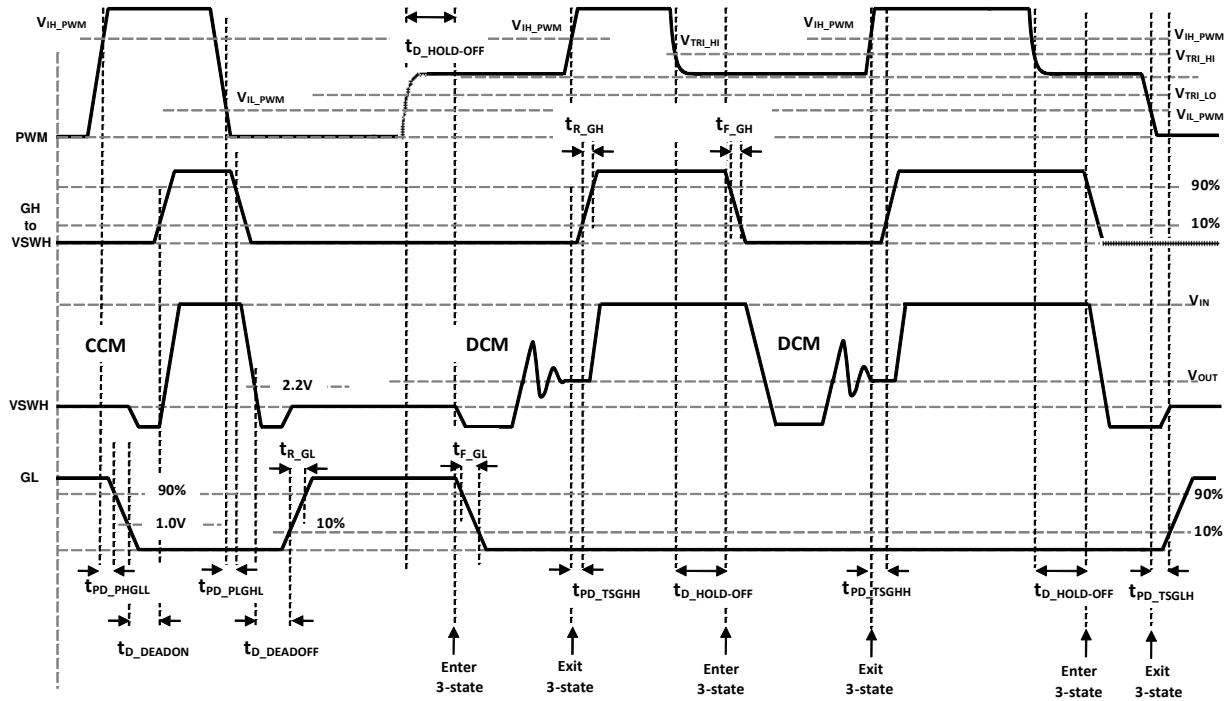 VIH_PWM
VIH_PWM
VIH_PWM
VIH_PWM
tD_HOLD-OFF
VTRI_HI
VTRI_HI
VIL_PWM
VTRI_LO
VIL_PWM
PWM
tR_GH
tF_GH
90%
GH
to
VSWH
10%
VIN
CCM
DCM
DCM
2.2V
VOUT
VSWH
tR_GL
tF_GL
GL
90%
90%
1.0V
10%
10%
tPD_PHGLL
tPD_PLGHL
tPD_TSGHH
tD_HOLD-OFF
tPD_TSGHH
tD_HOLD-OFF
tPD_TSGLH
tD_DEADON
tD_DEADOFF
Enter
3-state
Exit
3-state
Enter
3-state
Exit
3-state
Enter
3-state
Exit
3-state